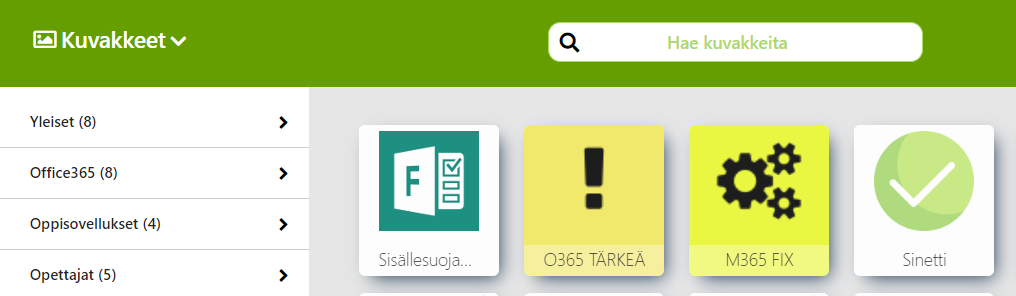 Kuvakkeet
Hae kuvakkeita
Yleiset (8)
Office365 (8)
Oppisovellukset (4)
Opettajat (5)
F
Sisällesuoja...
!
O365 TÄRKEÄ
M365 FIX
Sinetti